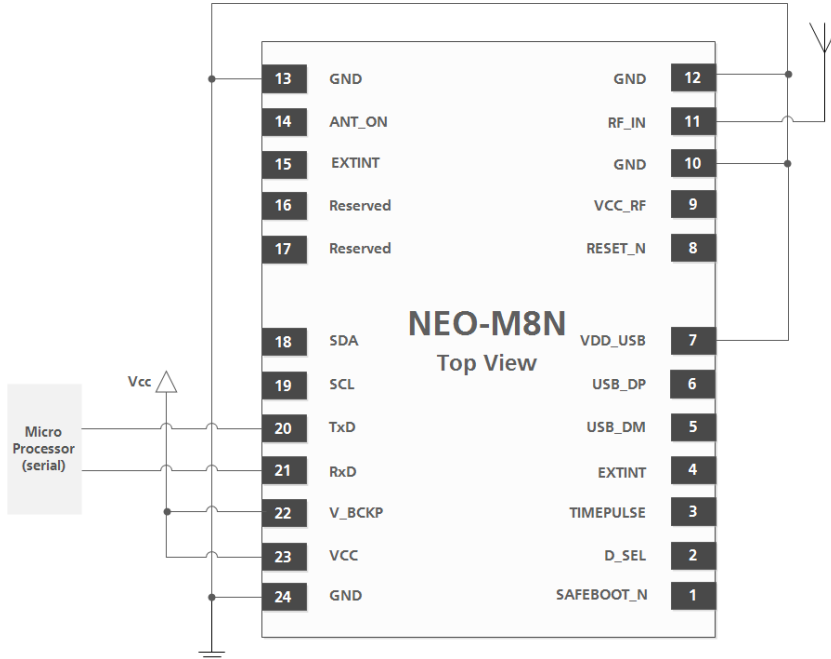 13 GND GND 12
14 ANT_ON RF_IN 11
15 EXTINT GND 10
16 Reserved VCC_RF 9
17 Reserved RESET_N 8
NEO-M8N
Top View
18 SDA VDD_USB 7
Vcc
19 SCL USB_DP 6
20 TxD USB_DM 5
Micro
Processor
(serial)
21 RxD EXTINT 4
22 V_BCKP TIMEPULSE 3
23 VCC D_SEL 2
24 GND SAFEBOOT_N 1